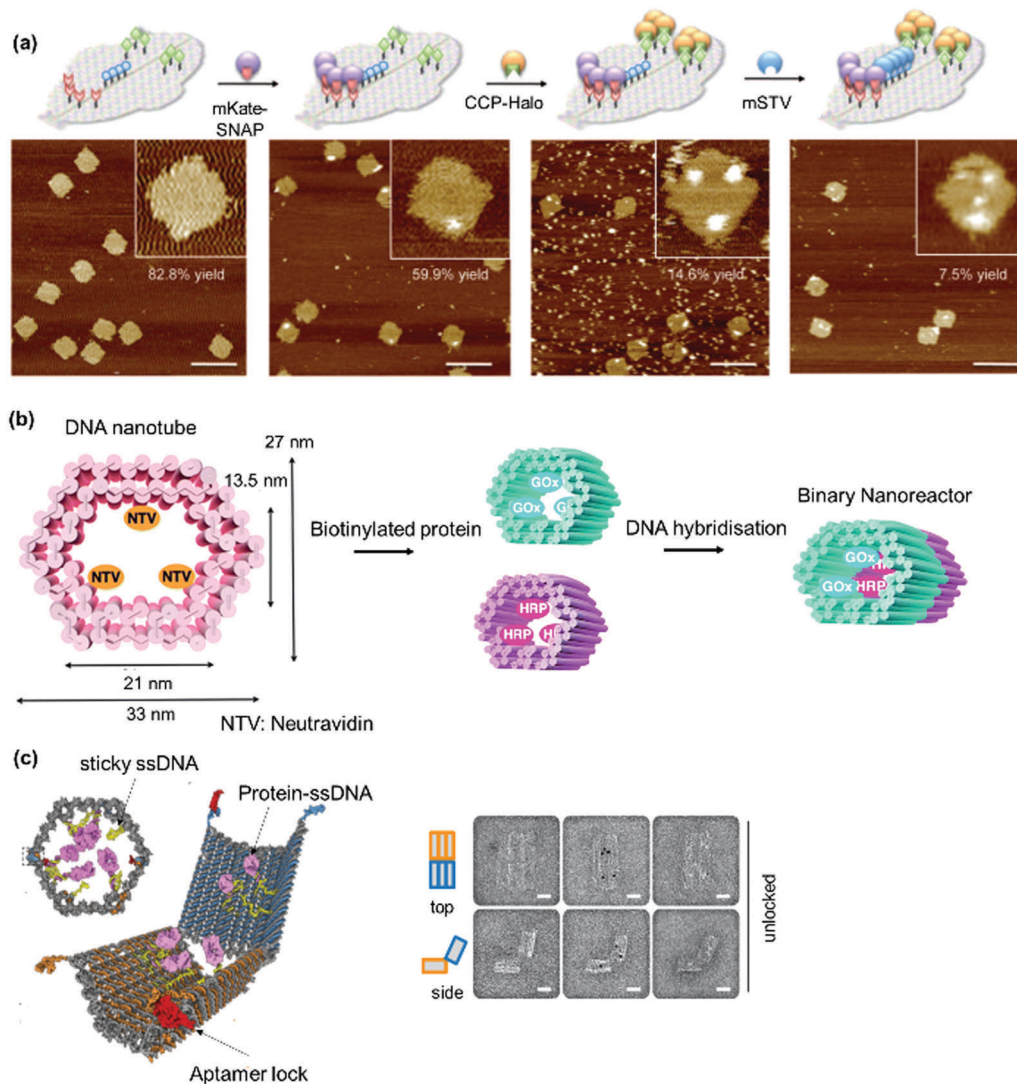 (a)
mKate-
SNAP
CCP-Halo
mSTV
82.8% yield
59.9% yield
14.6% yield
7.5% yield
(b)
DNA nanotube
27 nm
13.5 nm
NTV
NTV
NTV
21 nm
33 nm
NTV: Neutravidin
Biotinylated protein
GOx
GOx
G
HRP
HRP
H
DNA hybridisation
Binary Nanoreactor
GOx
GOx
HRP
(c)
sticky ssDNA
Protein-ssDNA
Aptamer lock
top
side
unlocked